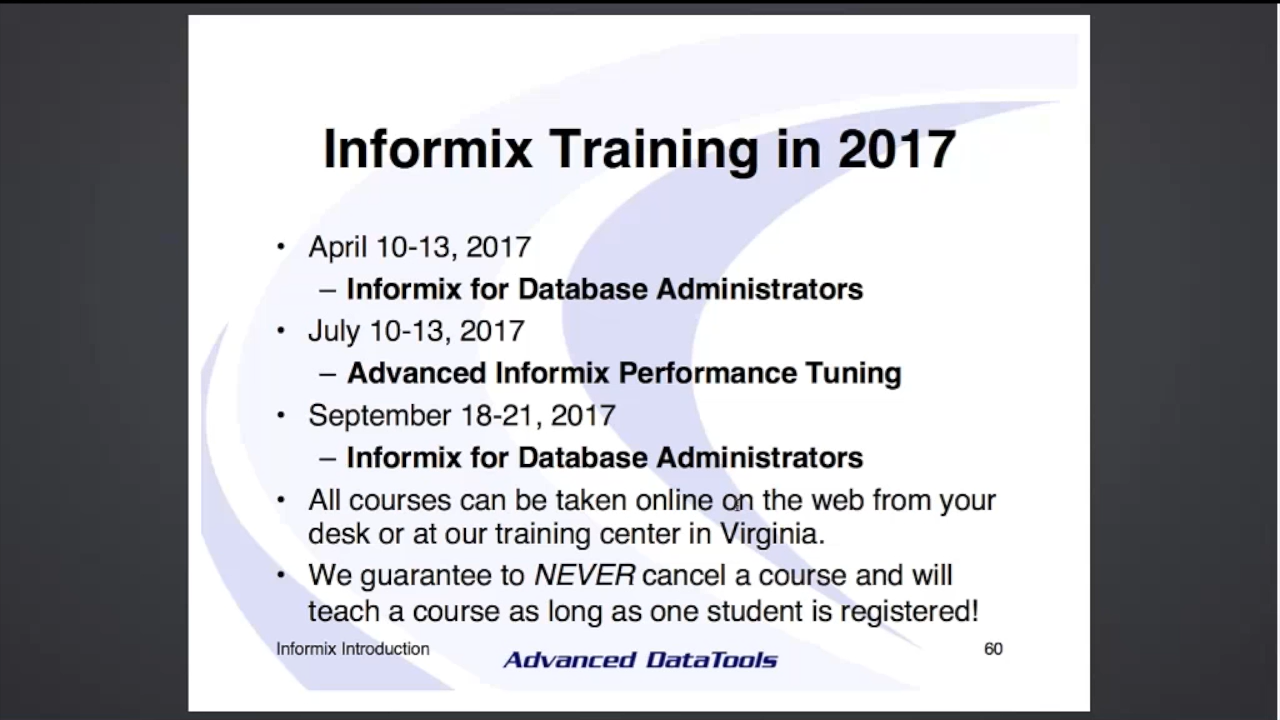 Informix Training in 2017
• April 10-13, 2017
– Informix for Database Administrators
• July 10-13, 2017
– Advanced Informix Performance Tuning
• September 18-21, 2017
– Informix for Database Administrators
• All courses can be taken online on the web from your
desk or at our training center in Virginia.
• We guarantee to NEVER cancel a course and will
teach a course as long as one student is registered!
Informix Introduction
Advanced DataTools
60